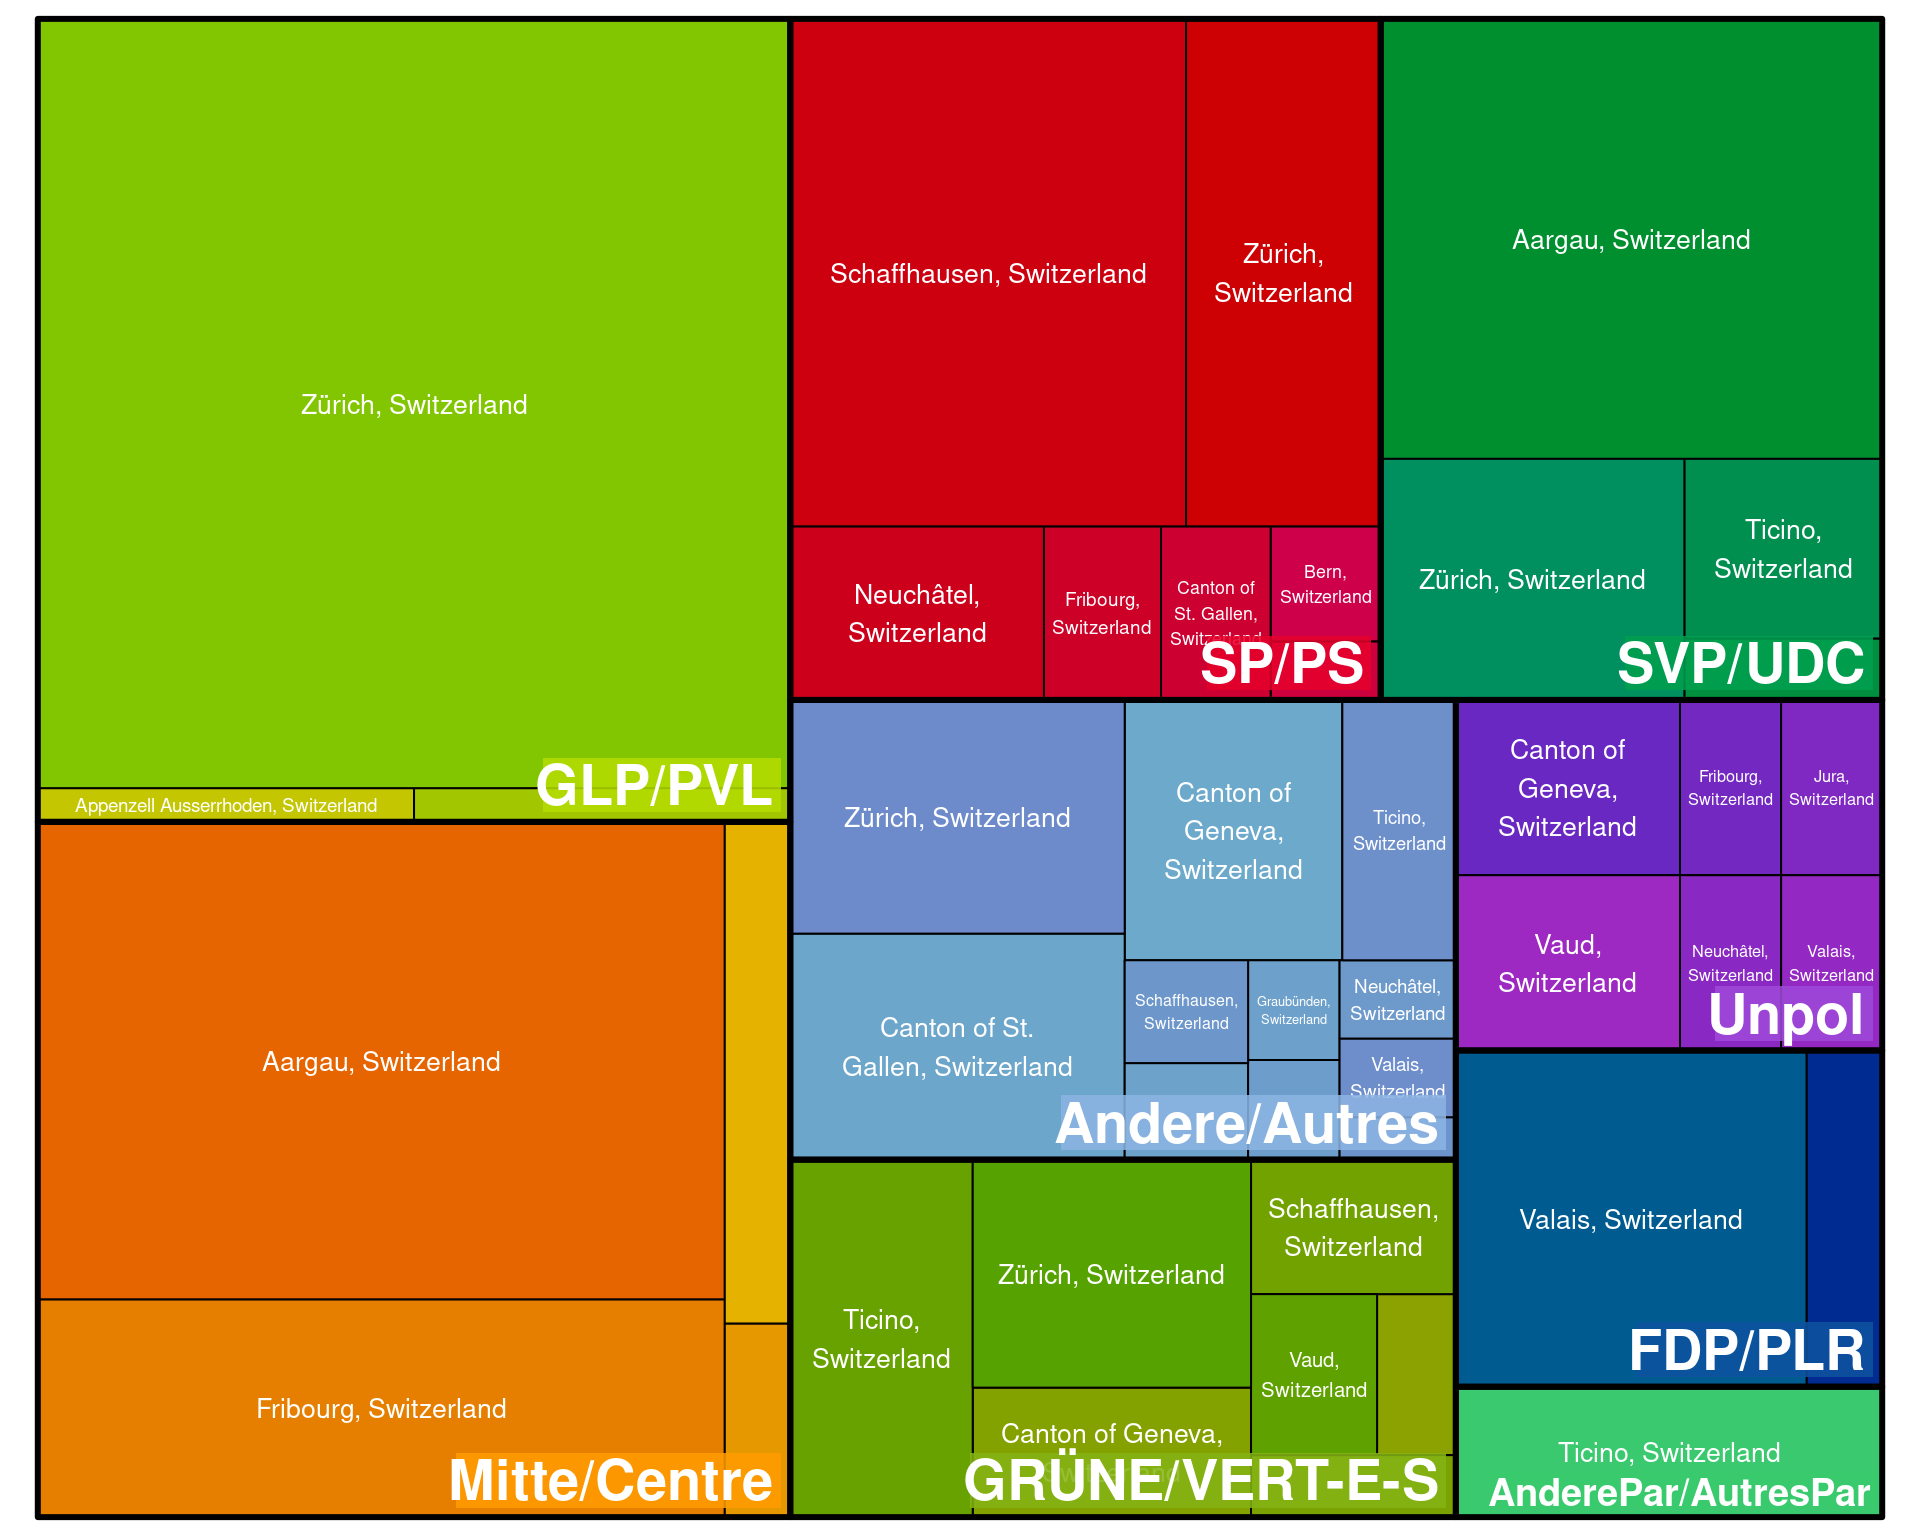 Zürich, Switzerland
Appenzell Ausserrhoden, Switzerland
GLP/PVL
Aargau, Switzerland
Fribourg, Switzerland
Mitte/Centre
Schaffhausen, Switzerland
Zürich,
Switzerland
Neuchâtel,
Switzerland
Fribourg,
Switzerland
Canton of
St. Gallen,
Switzerland
Bern,
Switzerland
SP/PS
Aargau, Switzerland
Zürich, Switzerland
Ticino,
Switzerland
SVP/UDC
Zürich, Switzerland
Canton of
Geneva,
Switzerland
Ticino,
Switzerland
Canton of St.
Gallen, Switzerland
Schaffhausen,
Switzerland
Graubünden,
Switzerland
Neuchâtel,
Switzerland
Valais,
Switzerland
Andere/Autres
Canton of
Geneva,
Switzerland
Fribourg,
Switzerland
Jura,
Switzerland
Vaud,
Switzerland
Neuchâtel,
Switzerland
Valais,
Switzerland
Unpol
Ticino,
Switzerland
Zürich, Switzerland
Schaffhausen,
Switzerland
Vaud,
Switzerland
Canton of Geneva,
GRÜNE/VERT-E-S
Valais, Switzerland
FDP/PLR
Ticino, Switzerland
AnderePar/AutresPar